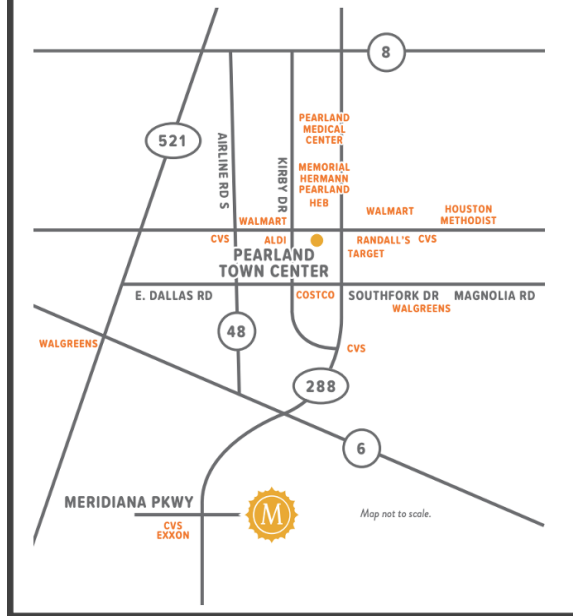 8
PEARLAND
MEDICAL
CENTER
521
AIRLINE RD S
KIRBY DR
MEMORIAL
HERMANN
PEARLAND
HEB
WALMART
WALMART
HOUSTON
METHODIST
CVS
ALDI
RANDALL'S
CVS
PEARLAND
TOWN CENTER
TARGET
E. DALLAS RD
COSTCO
SOUTHFORK DR
MAGNOLIA RD
WALGREENS
48
WALGREENS
CVS
288
6
MERIDIANA PKWY
M
Map not to scale.
CVS
EXXON